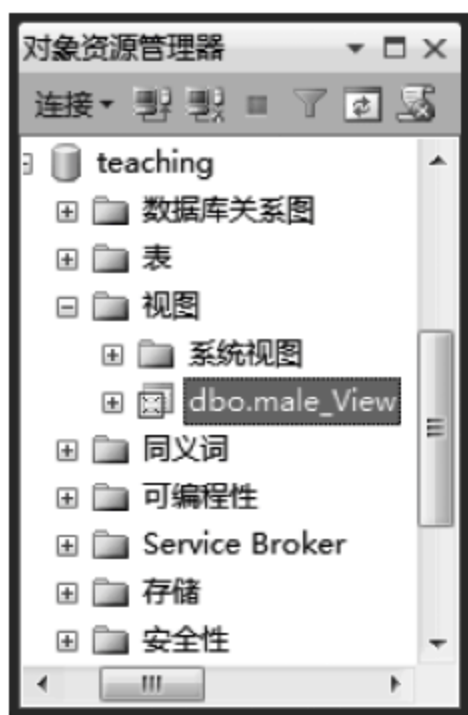 对象资源管理器
连接
teaching
数据库关系图
表
视图
系统视图
dbo.male_View
同义词
可编程性
Service Broker
存储
安全性